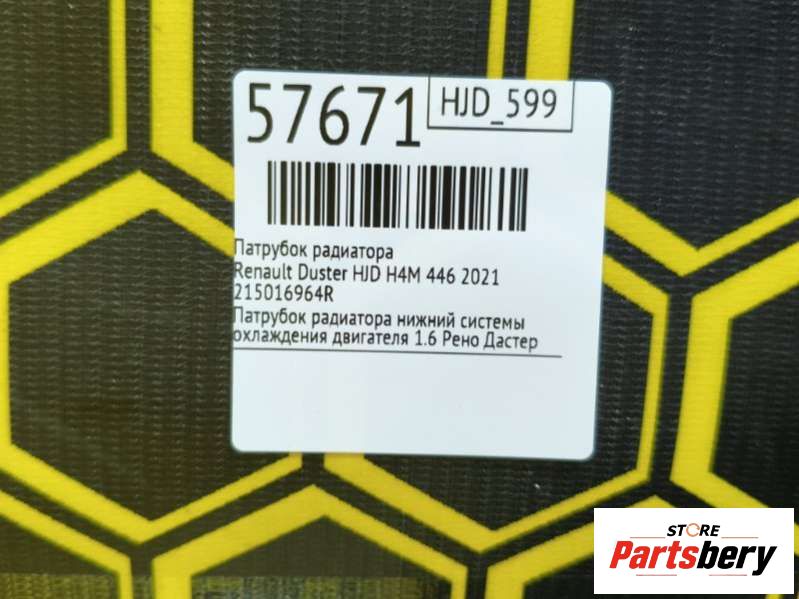 57671
HJD_599
Патрубок радиатора
Renault Duster HJD H4M 446 2021
215016964R
Патрубок радиатора нижний системы
охлаждения двигателя 1.6 Рено Дастер
STORE
Partsbery